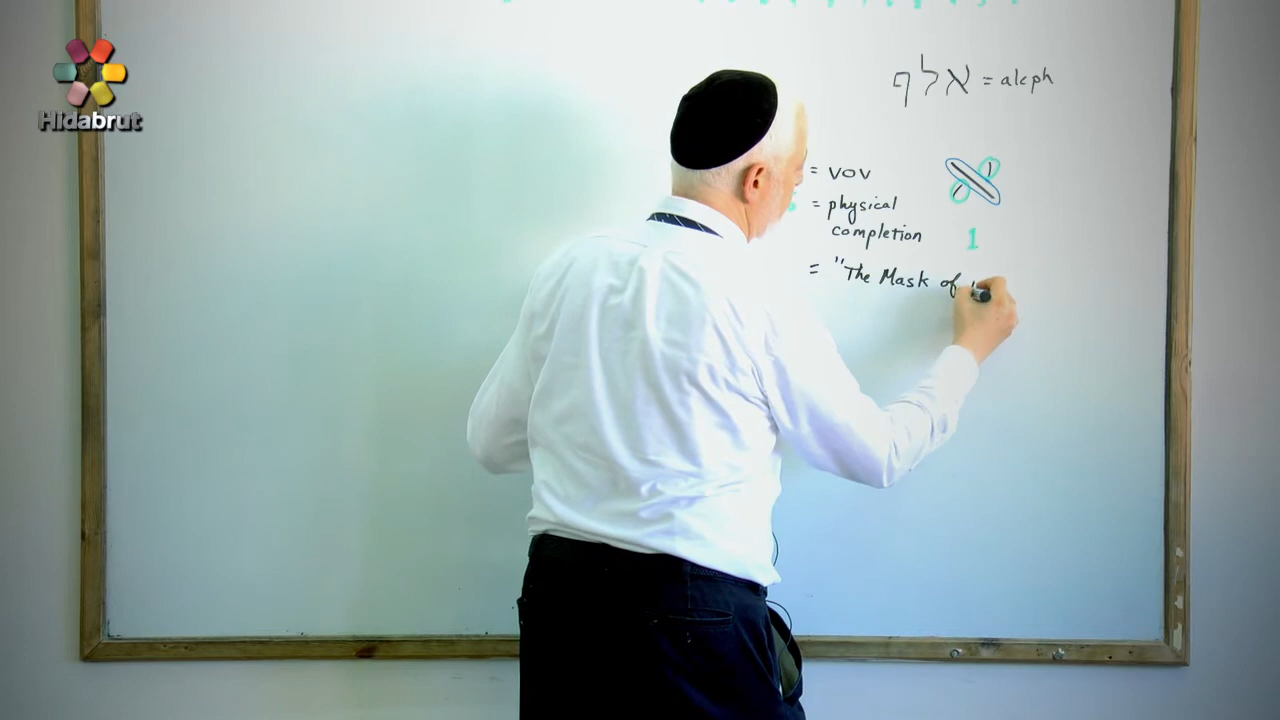 Hidabrut
אלף = aleph
= vov
= physical
completion
1
= "The Mask of